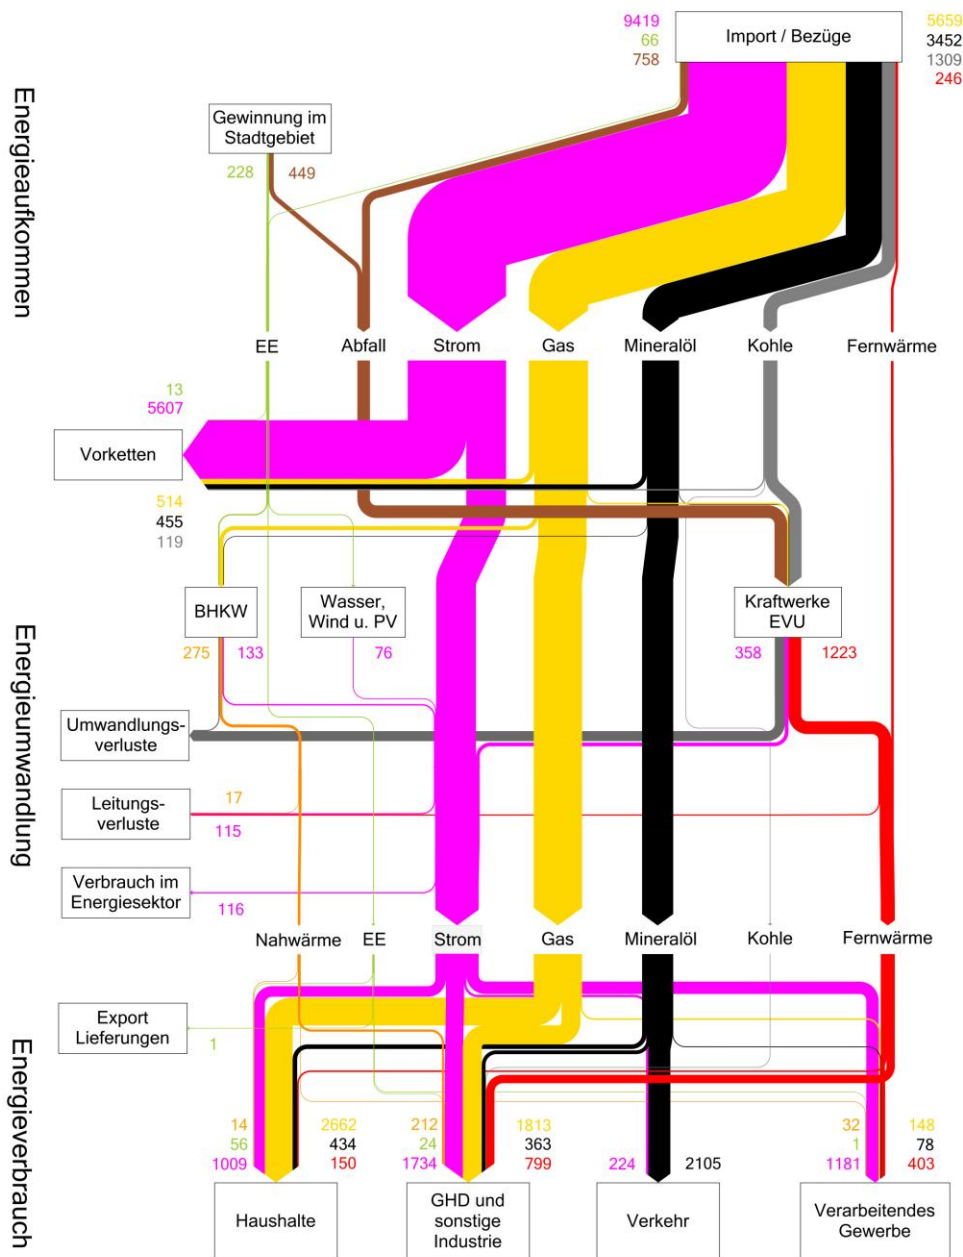 Energieaufkommen
Energieumwandlung
Energieverbrauch
9419
66
758
Import / Bezüge
5659
3452
1309
246
Gewinnung im
Stadtgebiet
228
449
EE
Abfall
Strom
Gas
Mineralöl
Kohle
Fernwärme
13
5607
Vorketten
514
455
119
BHKW
Wasser,
Wind u. PV
Kraftwerke
EVU
275
133
76
358
1223
Umwandlungs-
verluste
Leitungs-
verluste
17
115
Verbrauch im
Energiesektor
116
Nahwärme
EE
Strom
Gas
Mineralöl
Kohle
Fernwärme
Export
Lieferungen
1
14
56
1009
2662
434
150
212
24
1734
1813
363
799
224
2105
32
1
1181
148
78
403
Haushalte
GHD und
sonstige
Industrie
Verkehr
Verarbeitendes
Gewerbe